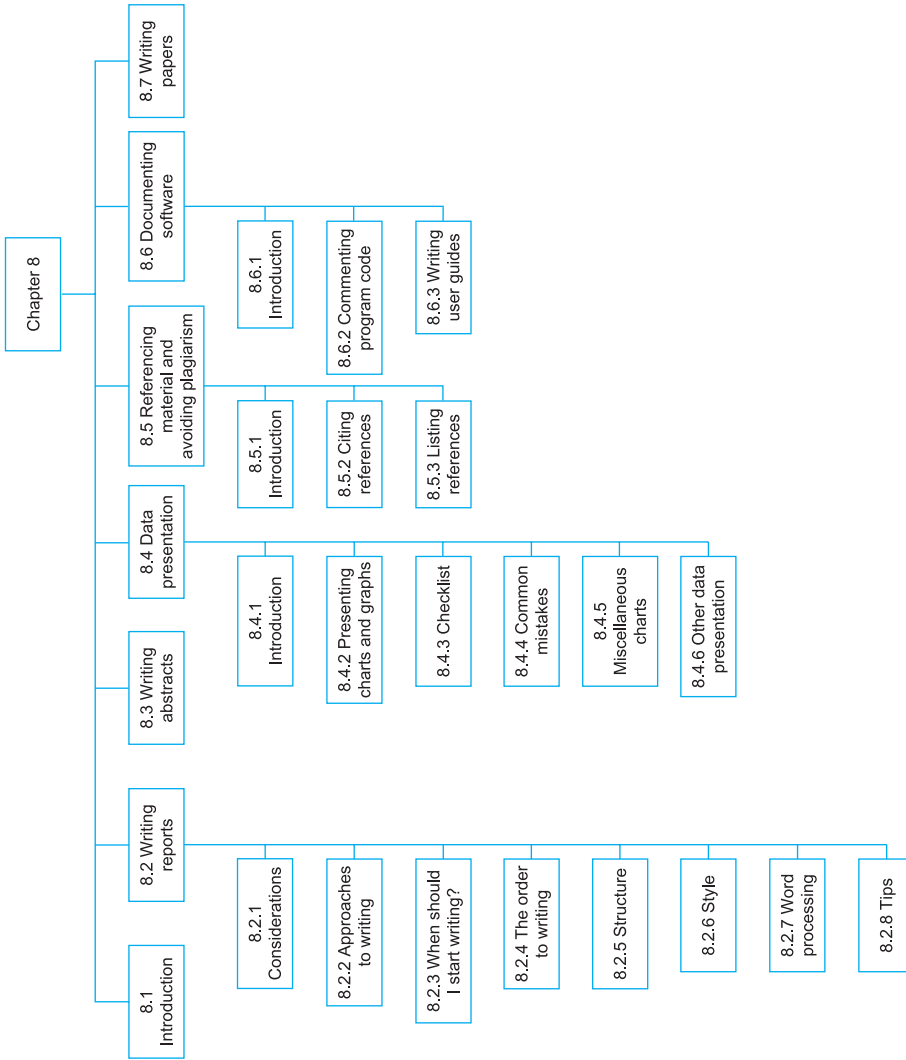 Chapter 8
8.1
Introduction
8.2 Writing
reports
8.2.1
Considerations
8.2.2 Approaches
to writing
8.2.3 When should
I start writing?
8.2.4 The order
to writing
8.2.5 Structure
8.2.6 Style
8.2.7 Word
processing
8.2.8 Tips
8.3 Writing
abstracts
8.4 Data
presentation
8.4.1
Introduction
8.4.2 Presenting
charts and graphs
8.4.3 Checklist
8.4.4 Common
mistakes
8.4.5
Miscellaneous
charts
8.4.6 Other data
presentation
8.5 Referencing
material and
avoiding plagiarism
8.5.1
Introduction
8.5.2 Citing
references
8.5.3 Listing
references
8.6 Documenting
software
8.6.1
Introduction
8.6.2 Commenting
program code
8.6.3 Writing
user guides
8.7 Writing
papers